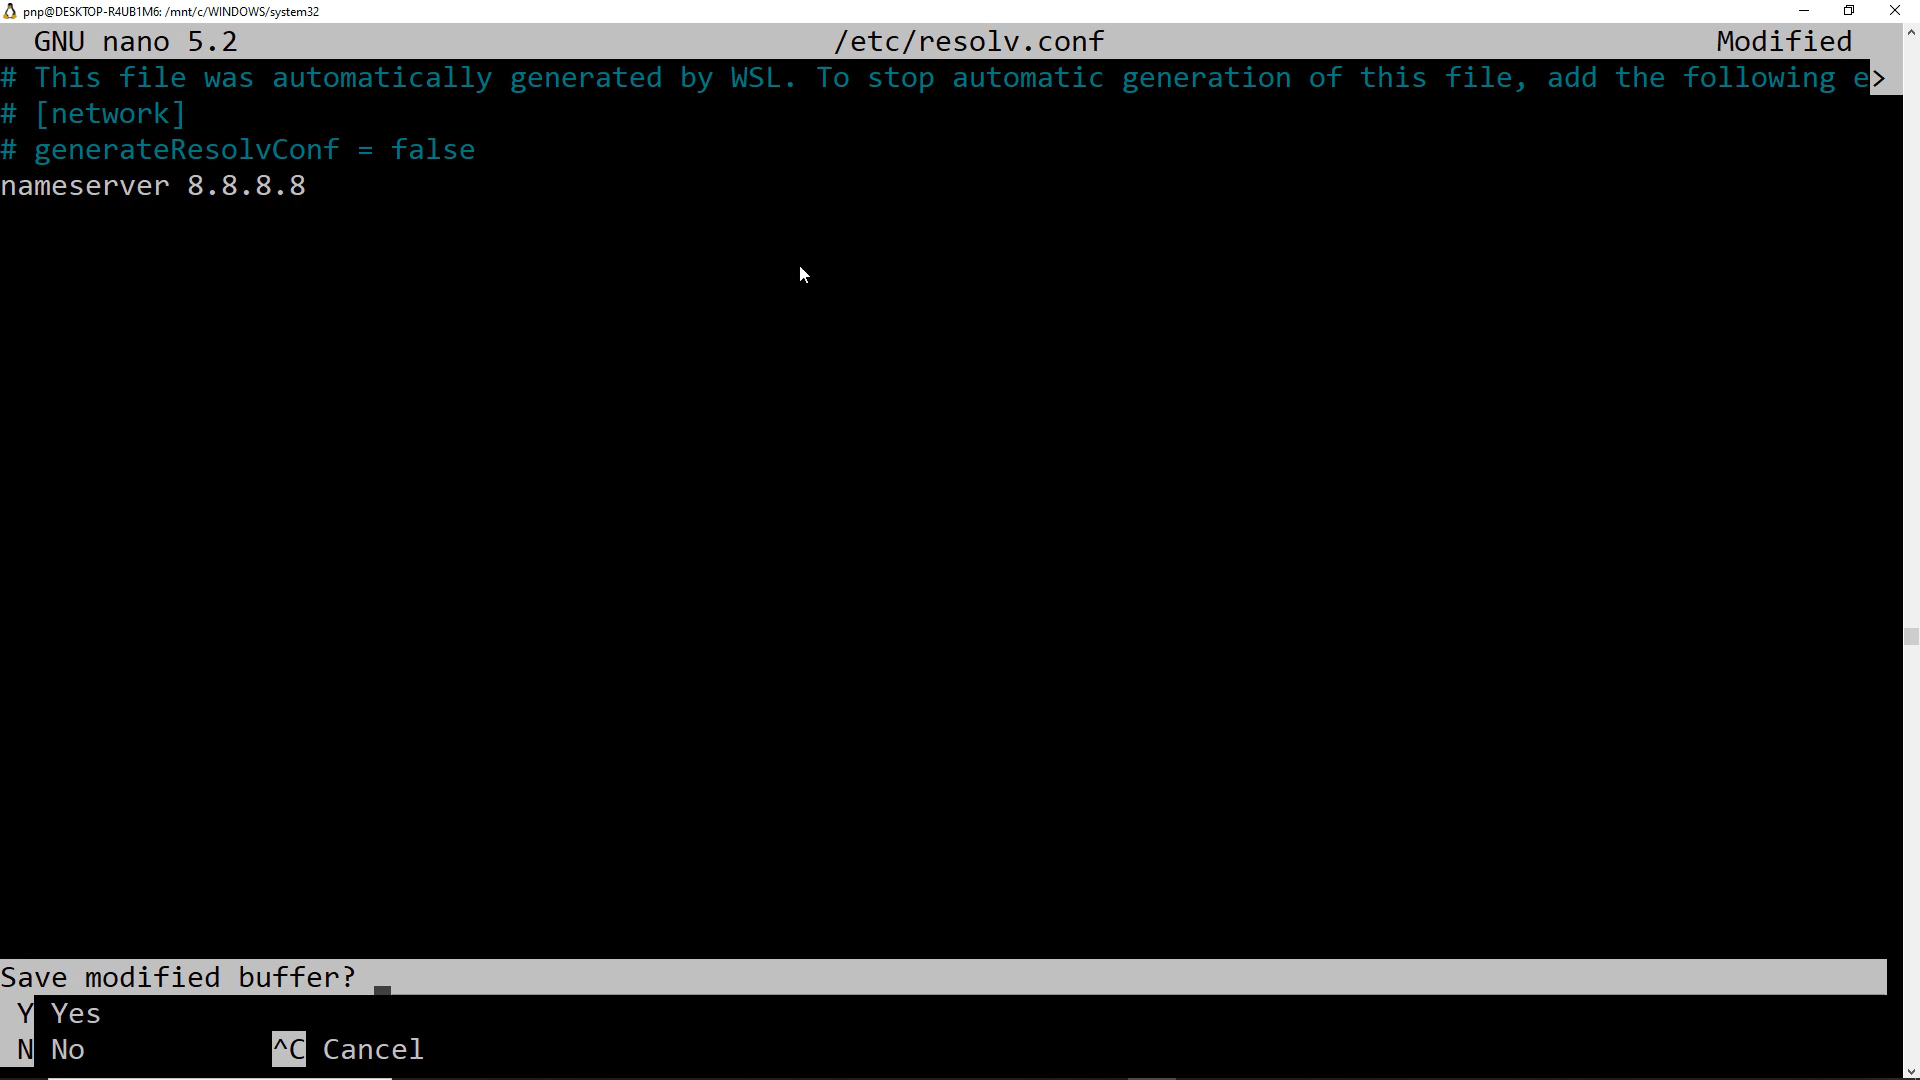 pnp@DESKTOP-R4UB1M6: /mnt/c/WINDOWS/system32
GNU nano 5.2 /etc/resolv.conf Modified
# This file was automatically generated by WSL. To stop automatic generation of this file, add the following e>
# [network]
# generateResolvConf = false
nameserver 8.8.8.8
Save modified buffer?
Y Yes
N No ^C Cancel